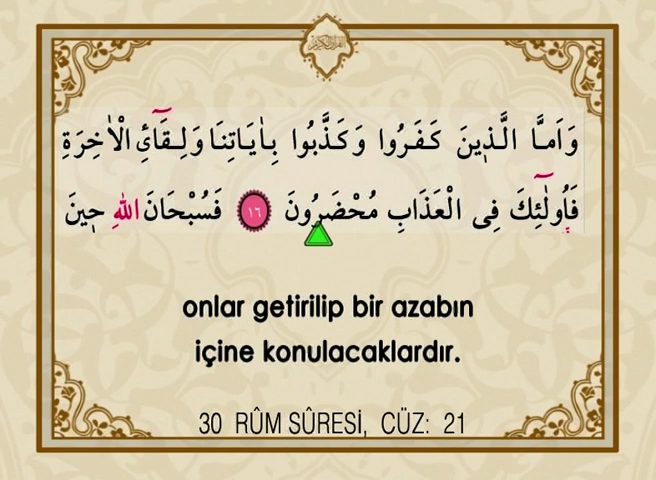 وَاَمَّا الَّذ۪ينَ كَفَرُوا وَكَذَّبُوا بِاٰيَاتِنَا وَلِقَٓائِ الْاٰخِرَةِ
فَاُو۬لٰٓئِكَ فِى الْعَذَابِ مُحْضَرُونَ ١٦ فَسُبْحَانَ اللّٰهِ ح۪ينَ
onlar getirilip bir azabın
içine konulacaklardır.
30 RÛM SÛRESİ, CÜZ: 21